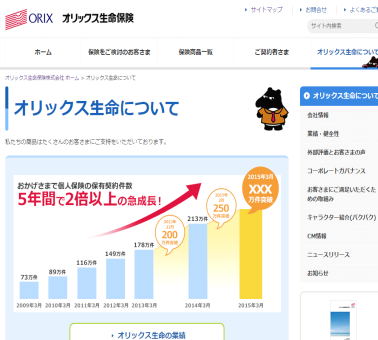 ORIX オリックス生命保険
サイトマップ
お問合せ
よくあるご
サイト内検索
ホーム
保険をご検討のお客さま
保険商品一覧
ご契約者さま
オリックス生命につい
オリックス生命保険株式会社 ホーム > オリックス生命について
オリックス生命について
私たちの商品はたくさんのお客さまにご支持をいただいております。
おかげさまで個人保険の保有契約件数
5年間で2倍以上の急成長!
73万件
89万件
116万件
149万件
178万件
200
万件突破
213万件
250
万件突破
2015年3月
XXX
万件突破
2009年3月 2010年3月 2011年3月 2012年3月 2013年3月 2014年3月 2015年3月
オリックス生命の業績
オリックス生命について
会社情報
業績・健全性
外部評価とお客さまの声
コーポレートガバナンス
お客さまにご満足いただくた
めの取組み
キャラクター紹介(パクパク)
CM情報
ニュースリリース
お知らせ